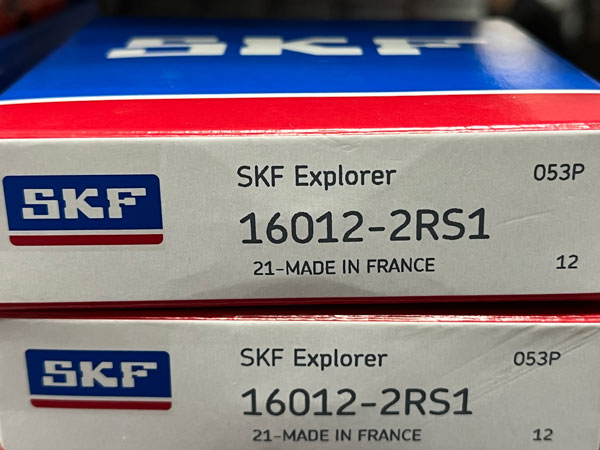 SKF
SKF
SKF Explorer
053P
16012-2RS1
21-MADE IN FRANCE
12
SKF
SKF Explorer
053P
16012-2RS1
21-MADE IN FRANCE
12